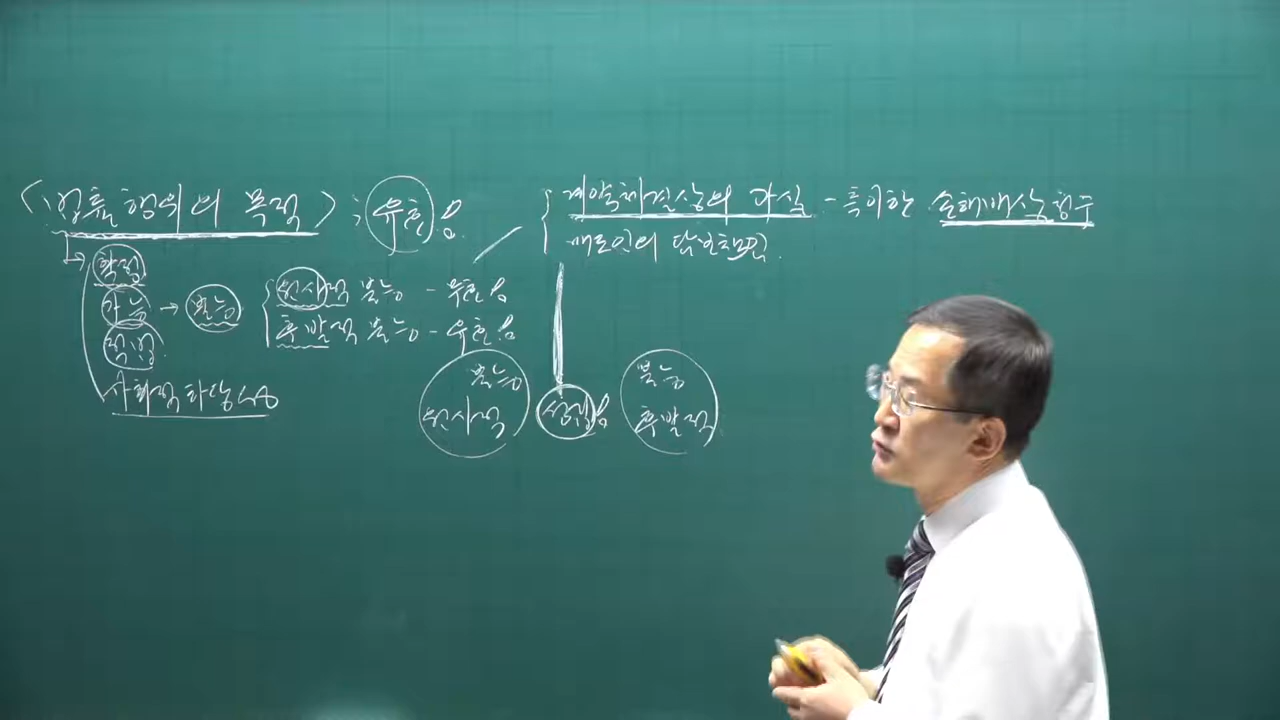 <법률행위의 목적> ; 유효요
확정
가능 → 불능
적법
사회적 타당성
원시적 불능 - 무효요
후발적 불능 - 유효요
계약체결상의 과실 - 특이한 손해배상청구
매도인의 담보책임
불능
원시적
성립요
불능
후발적